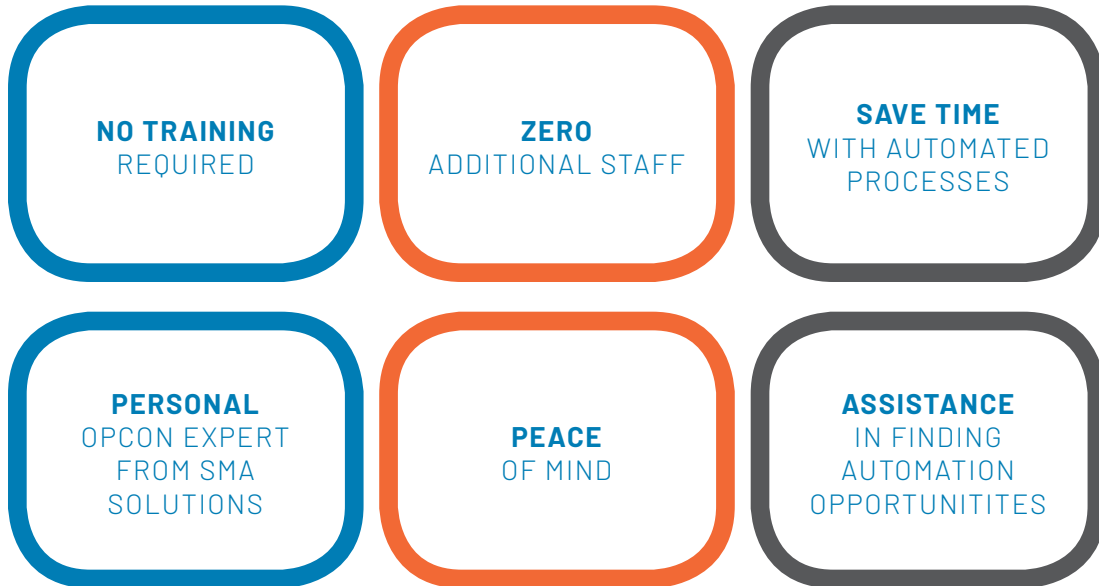 NO TRAINING
REQUIRED
ZERO
ADDITIONAL STAFF
SAVE TIME
WITH AUTOMATED
PROCESSES
PERSONAL
OPCON EXPERT
FROM SMA
SOLUTIONS
PEACE
OF MIND
ASSISTANCE
IN FINDING
AUTOMATION
OPPORTUNITITES